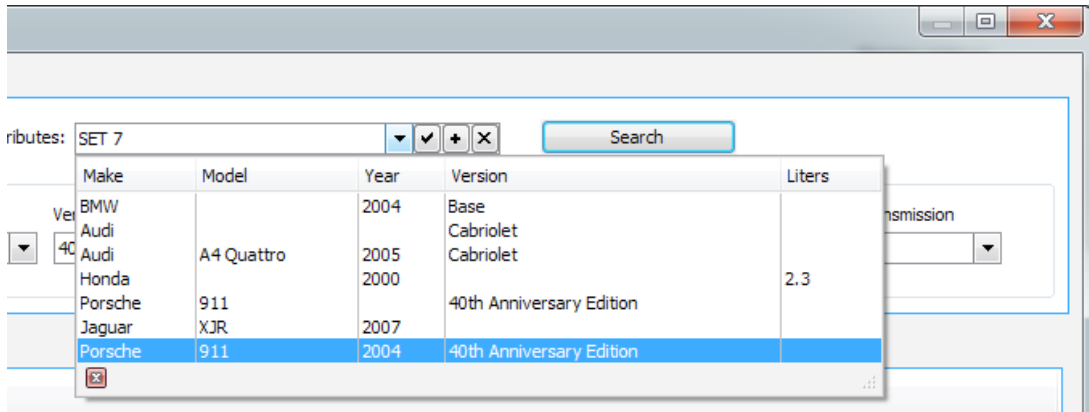 ributes: SET 7 Search
Make Model Year Version Liters
BMW 2004 Base
Audi Cabriolet
Audi A4 Quattro 2005 Cabriolet
Honda 2000 2.3
Porsche 911 40th Anniversary Edition
Jaguar XJR 2007
Porsche 911 2004 40th Anniversary Edition
Ver
40
nsmission